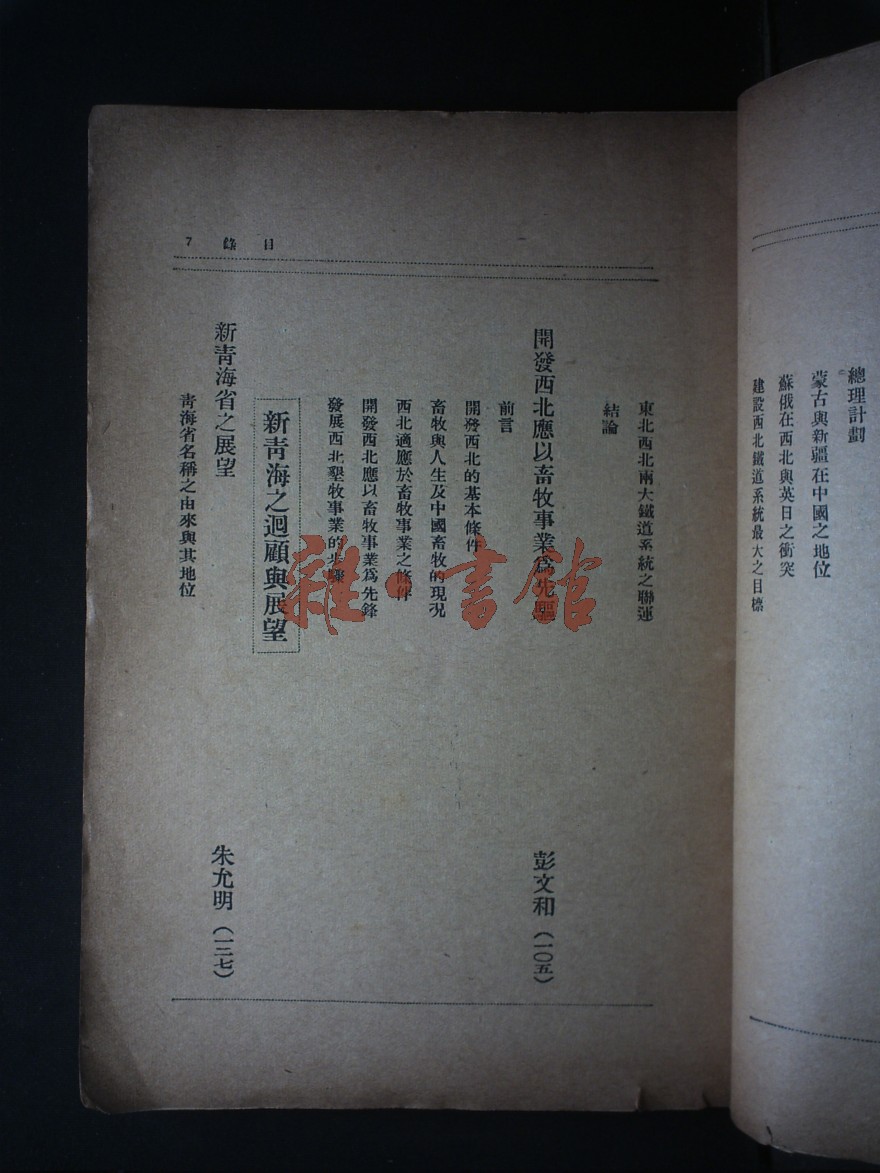 總理計劃
蒙古與新疆在中國之地位
蘇俄在西北與英日之衝突
建設西北鐵道系統最大之目標
目錄 7
東北西北兩大鐵道系統之聯運
結論
開發西北應以畜牧事業爲先驅 彭文和(一〇五)
前言
開發西北的基本條件
畜牧與人生及中國畜牧的現況
西北適應於畜牧事業之條件
開發西北應以畜牧事業爲先鋒
發展西北墾牧事業的步驟
新青海之迴顧與展望
新青海省之展望 朱允明(一三七)
青海省名稱之由來與其地位
雜·書館